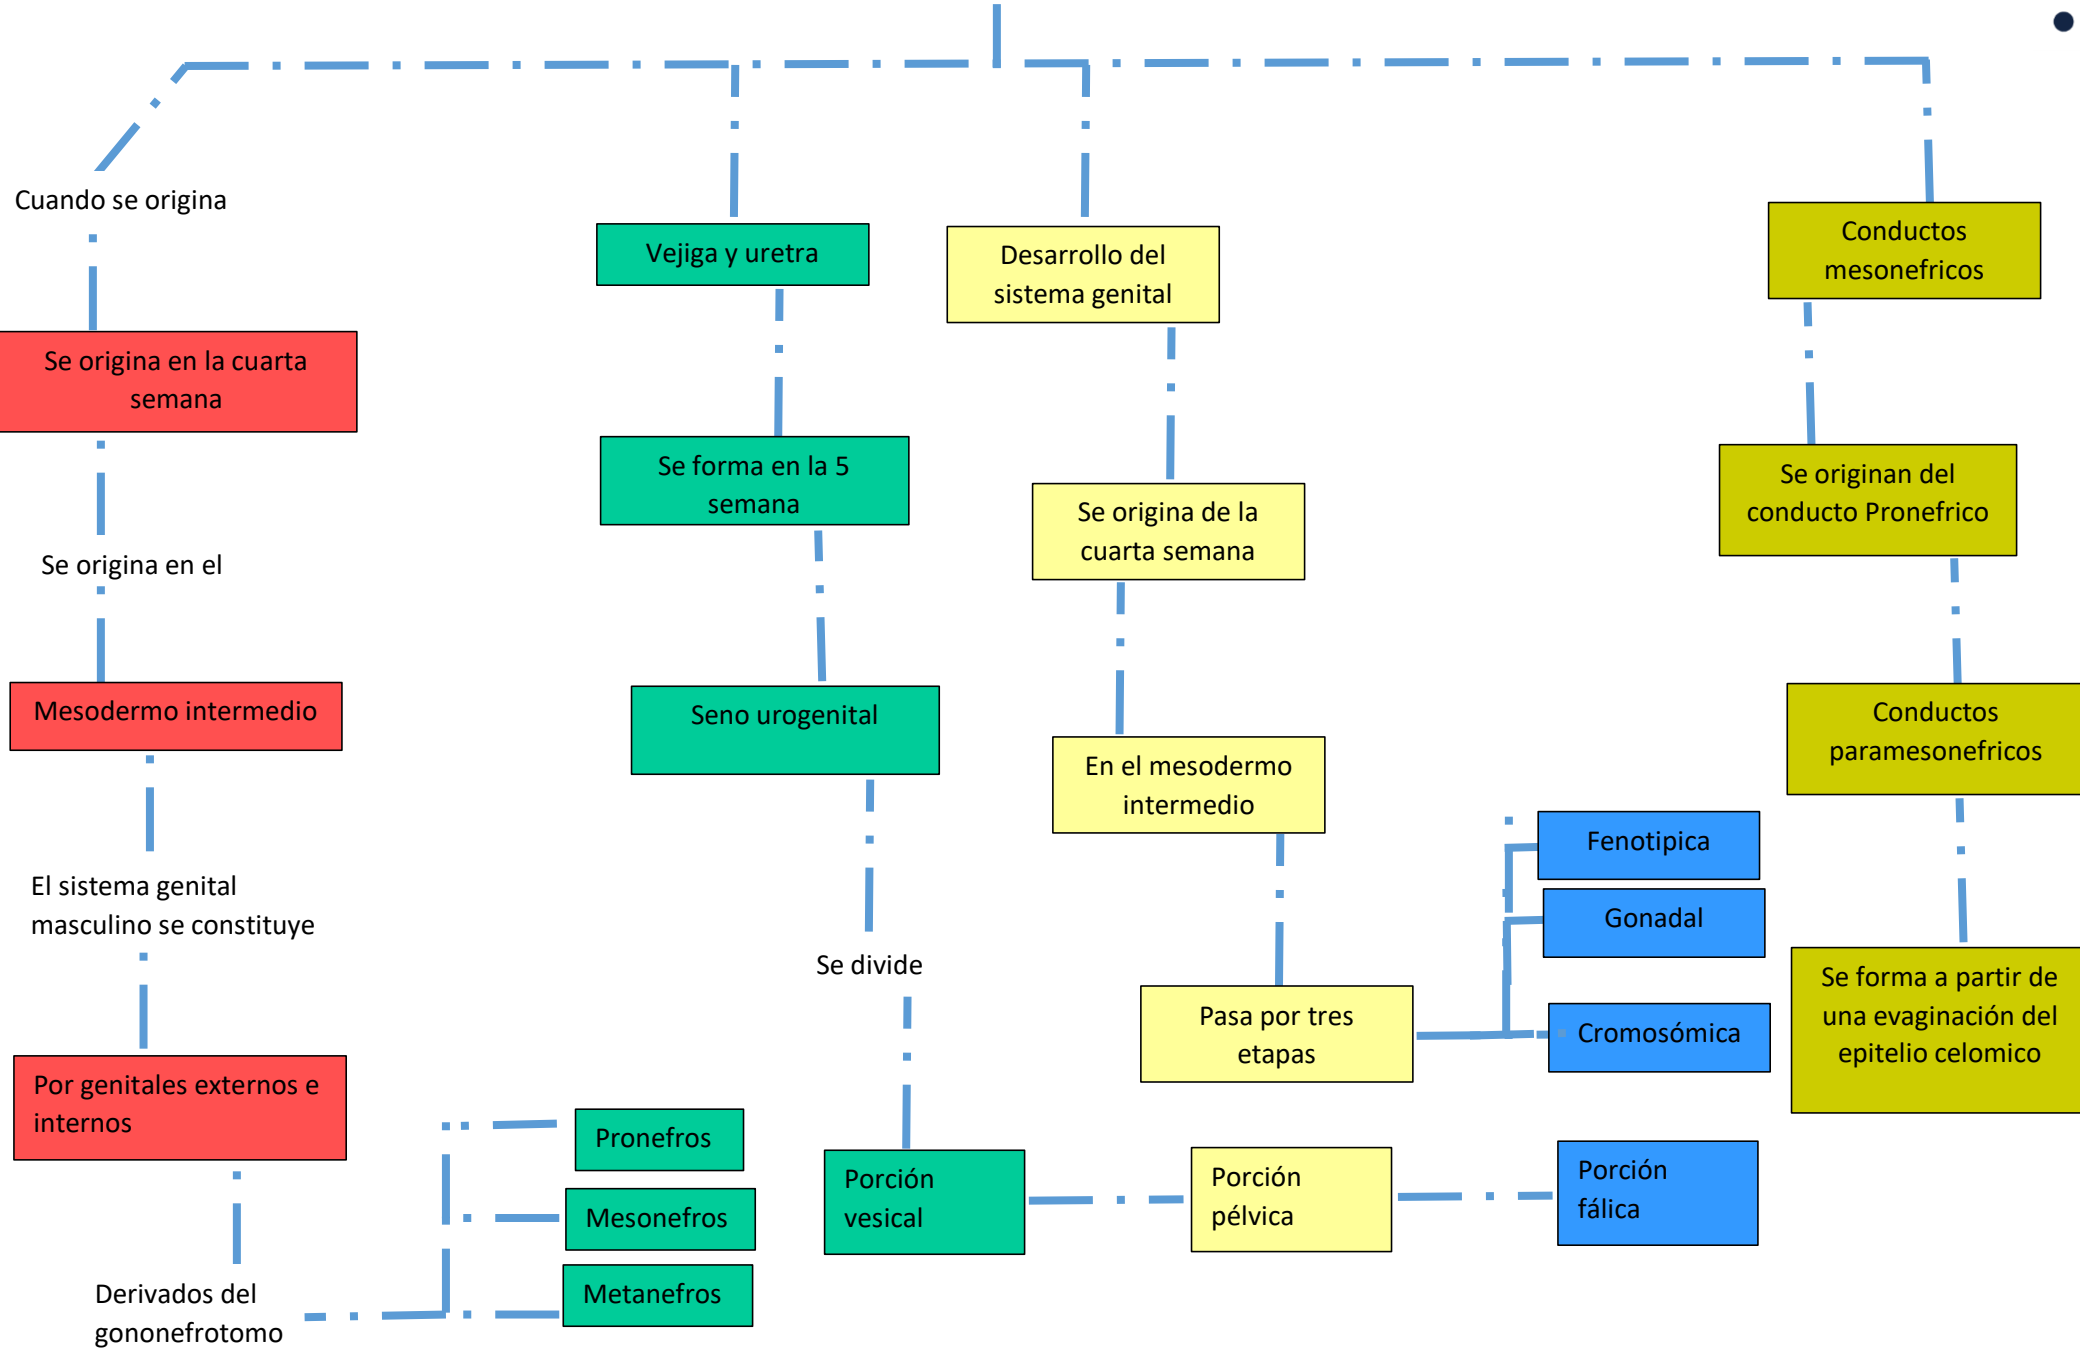 Cuando se origina
Se origina en la cuarta
semana
Se origina en el
Mesodermo intermedio
El sistema genital
masculino se constituye
Por genitales externos e
internos
Derivados del
gononefrotomo
Pronefros
Mesonefros
Metanefros
Vejiga y uretra
Se forma en la 5
semana
Seno urogenital
Se divide
Porción
vesical
Porción
pélvica
Porción
fálica
Desarrollo del
sistema genital
Se origina de la
cuarta semana
En el mesodermo
intermedio
Pasa por tres
etapas
Fenotipica
Gonadal
Cromosómica
Conductos
mesonefricos
Se originan del
conducto Pronefrico
Conductos
paramesonefricos
Se forma a partir de
una evaginación del
epitelio celomico